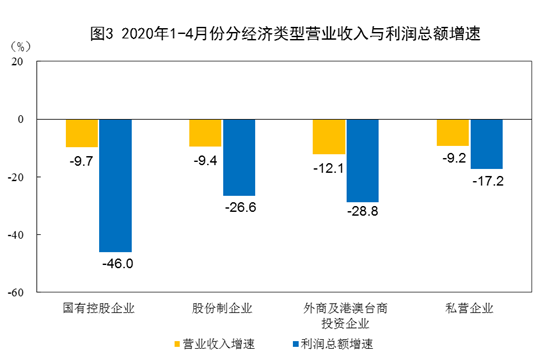 图3 2020年1-4月份分经济类型营业收入与利润总额增速
(%)
20
0
-20
-40
-60
-9.7
-46.0
-9.4
-26.6
-12.1
-28.8
-9.2
-17.2
国有控股企业
股份制企业
外商及港澳台商
投资企业
私营企业
营业收入增速
利润总额增速